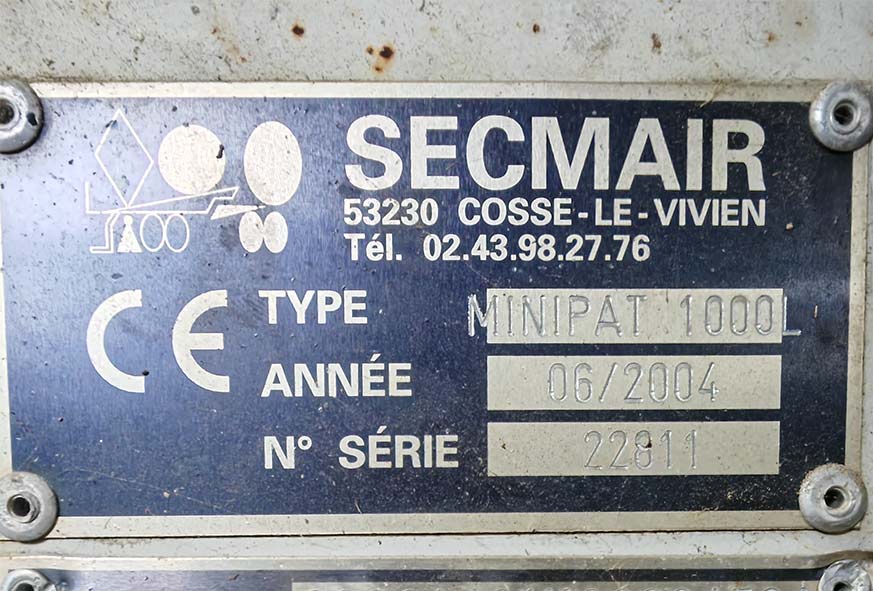 SECMAIR
53230 COSSE-LE-VIVIEN
Tél. 02.43.98.27.76
CE
TYPE MINIPAT 1000L
ANNÉE 06/2004
N° SÉRIE 22811